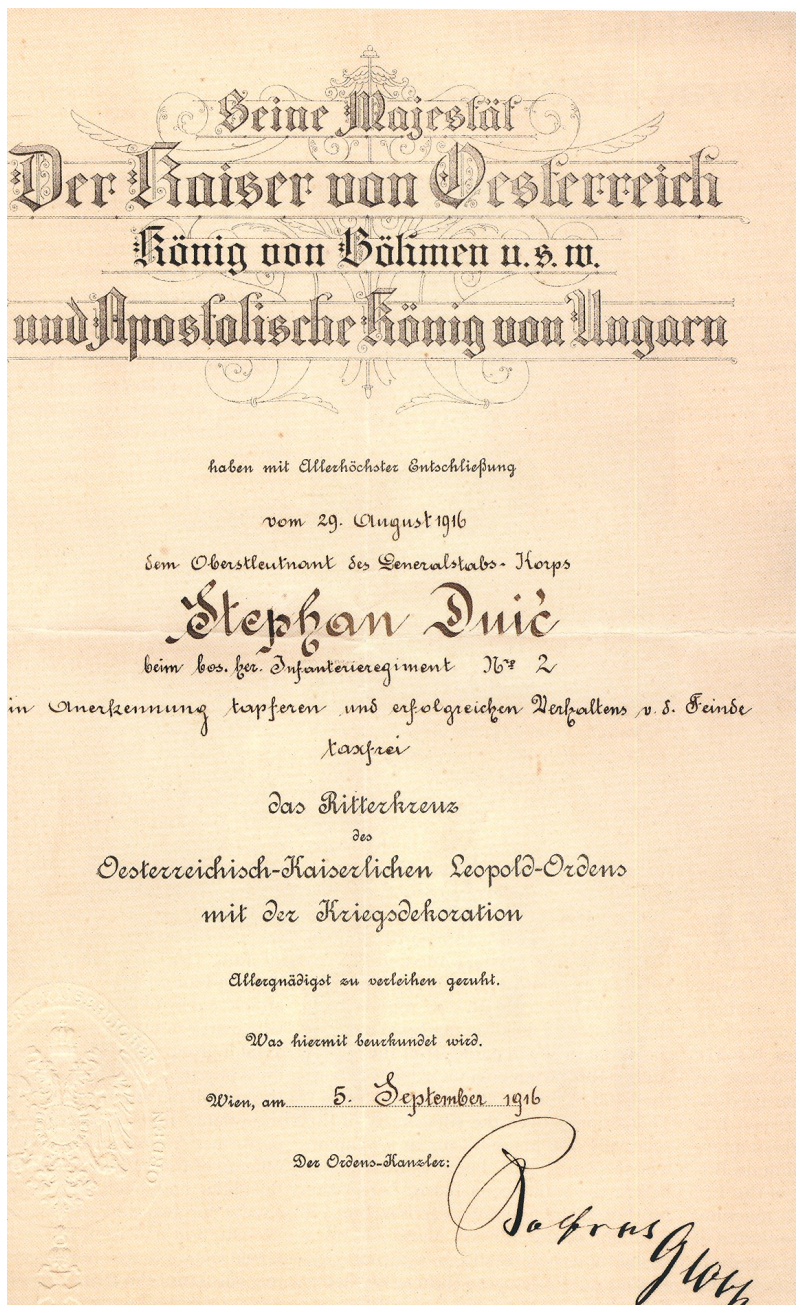 Seine Majestät
Der Kaiser von Oesterreich
König von Böhmen u. s. w.
und Apostolische König von Ungarn
haben mit Allerhöchster Entschließung
vom 29. August 1916
dem Oberstleutnant des Generalstabs-Korps
Stephan Duić
beim bos. her. Infanterieregiment Nr. 2
in Anerkennung tapferen und erfolgreichen Verhaltens v. d. Feinde
taxfrei
das Ritterkreuz
des
Oesterreichisch-Kaiserlichen Leopold-Ordens
mit der Kriegsdekoration
Allergnädigst zu verleihen geruht.
Was hiermit beurkundet wird.
Wien, am 5. September 1916
Der Ordens-Kanzler:
ORDEN